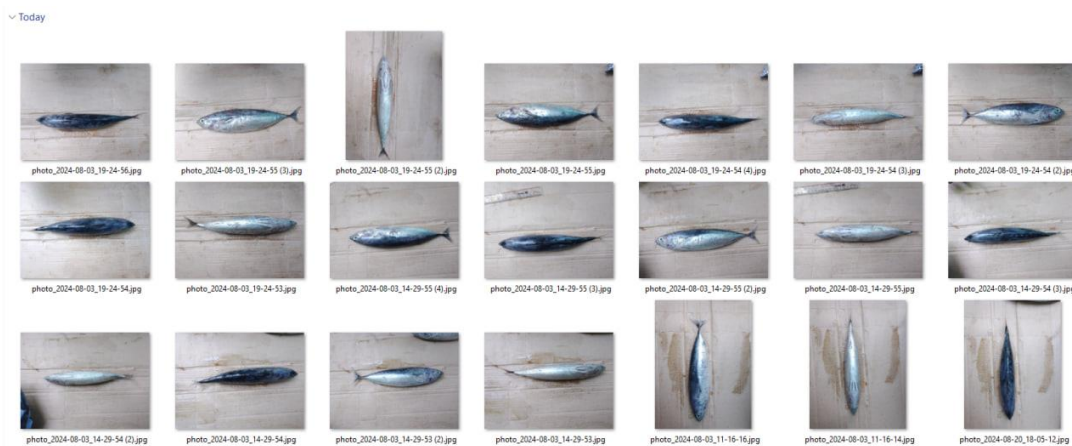 Today
photo_2024-08-03_19-24-56.jpg
photo_2024-08-03_19-24-55 (3).jpg
photo_2024-08-03_19-24-55 (2).jpg
photo_2024-08-03_19-24-55.jpg
photo_2024-08-03_19-24-54 (4).jpg
photo_2024-08-03_19-24-54 (3).jpg
photo_2024-08-03_19-24-54 (2).jpg
photo_2024-08-03_19-24-54.jpg
photo_2024-08-03_19-24-53.jpg
photo_2024-08-03_14-29-55 (4).jpg
photo_2024-08-03_14-29-55 (3).jpg
photo_2024-08-03_14-29-55 (2).jpg
photo_2024-08-03_14-29-55.jpg
photo_2024-08-03_14-29-54 (3).jpg
photo_2024-08-03_14-29-54 (2).jpg
photo_2024-08-03_14-29-54.jpg
photo_2024-08-03_14-29-53 (2).jpg
photo_2024-08-03_14-29-53.jpg
photo_2024-08-03_11-16-16.jpg
photo_2024-08-03_11-16-14.jpg
photo_2024-08-20_18-05-12.jpg